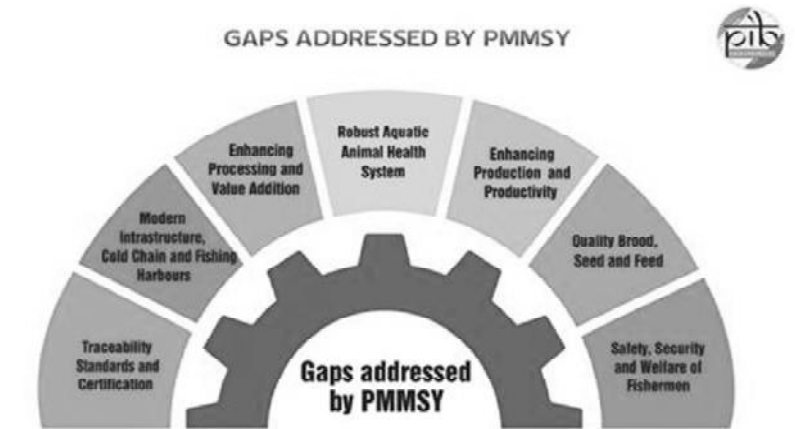 GAPS ADDRESSED BY PMMSY
pib
Robust Aquatic
Animal Health
System
Enhancing
Processing and
Value Addition
Enhancing
Production and
Productivity
Modern
Intrastructure,
Cold Chain and Fishing
Harbours
Quality Brood,
Seed and Feed
Traceability
Standards and
Certification
Safety, Security
and Welfare of
Fishermen
Gaps addressed
by PMMSY